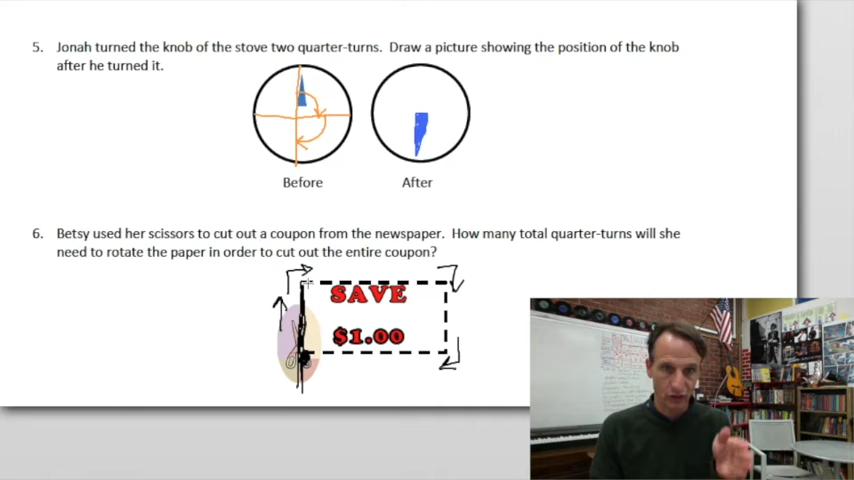 5. Jonah turned the knob of the stove two quarter-turns. Draw a picture showing the position of the knob
after he turned it.
Before After
6. Betsy used her scissors to cut out a coupon from the newspaper. How many total quarter-turns will she
need to rotate the paper in order to cut out the entire coupon?
SAVE
$1.00